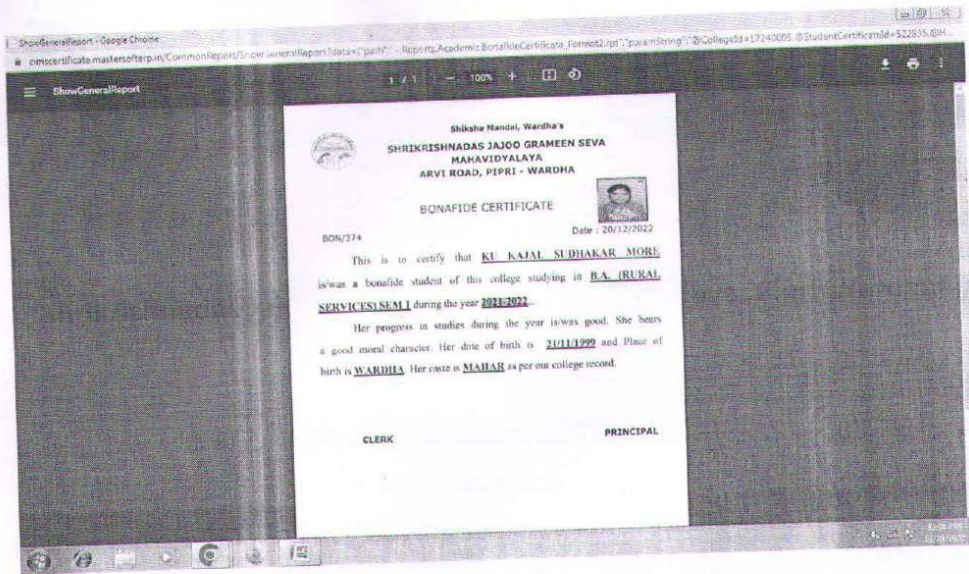 ShowGeneralReport - Google Chrome
ShowGeneralReport
1 / 1 − 100% +
Shiksha Mandal, Wardha's
SHRIKRISHNADAS JAJOO GRAMEEN SEVA
MAHAVIDYALAYA
ARVI ROAD, PIPRI - WARDHA
BONAFIDE CERTIFICATE
BON/374
Date : 20/12/2022
This is to certify that KU KAJAL SUDHAKAR MORE
is/was a bonafide student of this college studying in B.A. (RURAL
SERVICES) SEM I during the year 2021-2022..
Her progress in studies during the year is/was good. She bears
a good moral character. Her date of birth is 21/11/1999 and Place of
birth is WARDHA. Her caste is MAHAR as per our college record.
CLERK
PRINCIPAL